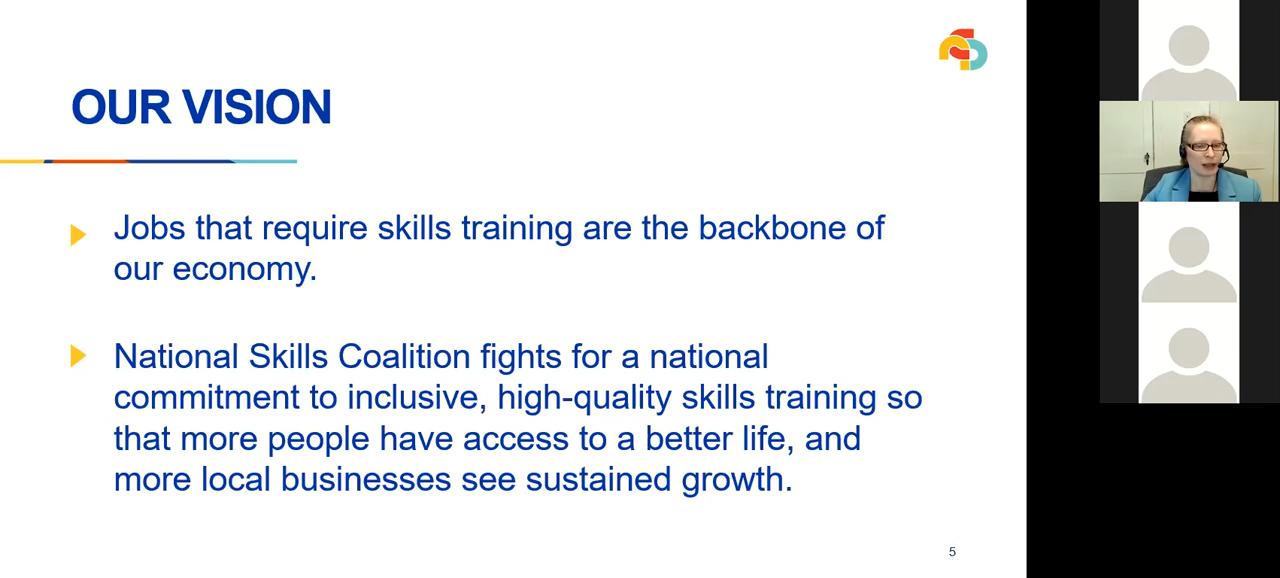 OUR VISION
Jobs that require skills training are the backbone of
our economy.
National Skills Coalition fights for a national
commitment to inclusive, high-quality skills training so
that more people have access to a better life, and
more local businesses see sustained growth.
5